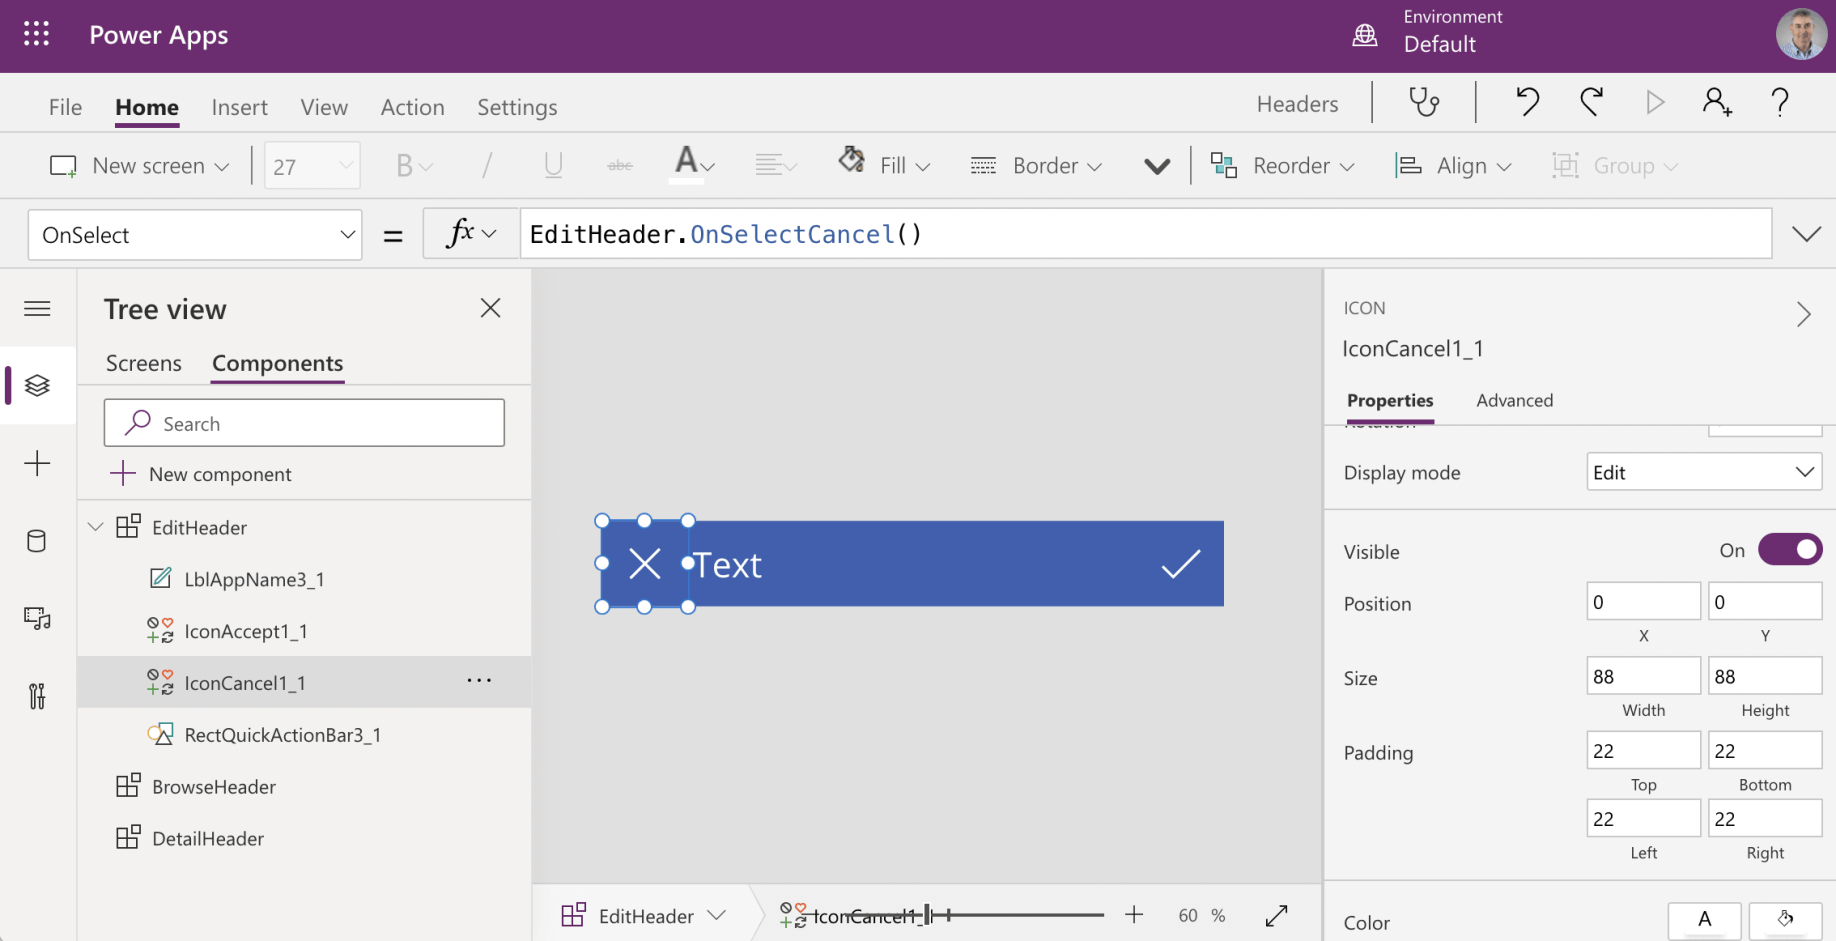 Power Apps
Environment
Default
File Home Insert View Action Settings
Headers
New screen
27
B / U abc A
Fill
Border
Reorder
Align
Group
OnSelect
=
fx
EditHeader.OnSelectCancel()
Tree view
Screens Components
Search
New component
EditHeader
LblAppName3_1
IconAccept1_1
IconCancel1_1
RectQuickActionBar3_1
BrowseHeader
DetailHeader
Text
EditHeader
IconCancel1_1
60 %
ICON
IconCancel1_1
Properties Advanced
Rotation
Display mode Edit
Visible On
Position 0 0
X Y
Size 88 88
Width Height
Padding 22 22
Top Bottom
22 22
Left Right
Color A